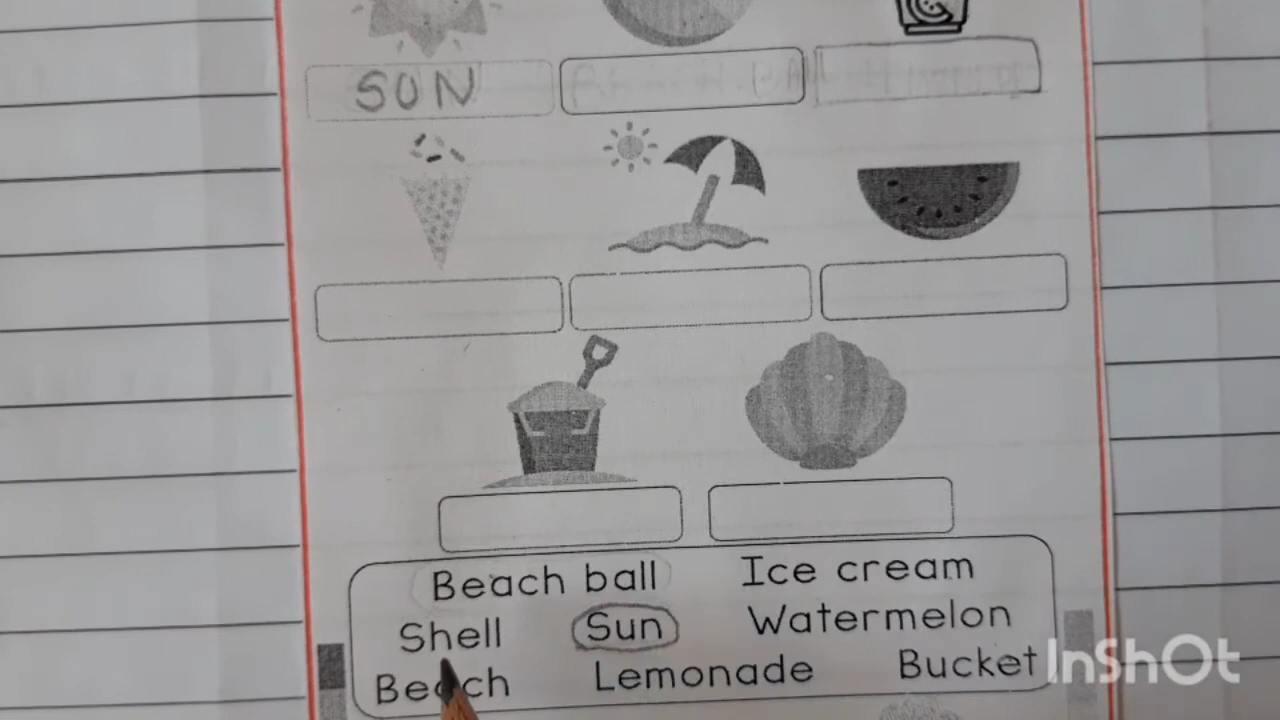 SUN
Beach ball Ice cream
Shell Sun Watermelon
Beach Lemonade Bucket
InShOt